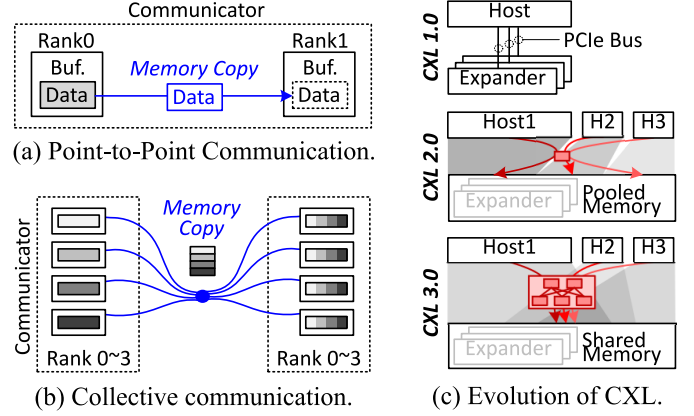 Communicator
Rank0
Rank1
Buf.
Memory Copy
Buf.
Data
Data
Data
(a) Point-to-Point Communication.
Communicator
Memory
Copy
Rank 0~3
Rank 0~3
(b) Collective communication.
CXL 1.0
Host
PCIe Bus
Expander
CXL 2.0
Host1
H2
H3
Expander
Pooled
Memory
CXL 3.0
Host1
H2
H3
Expander
Shared
Memory
(c) Evolution of CXL.